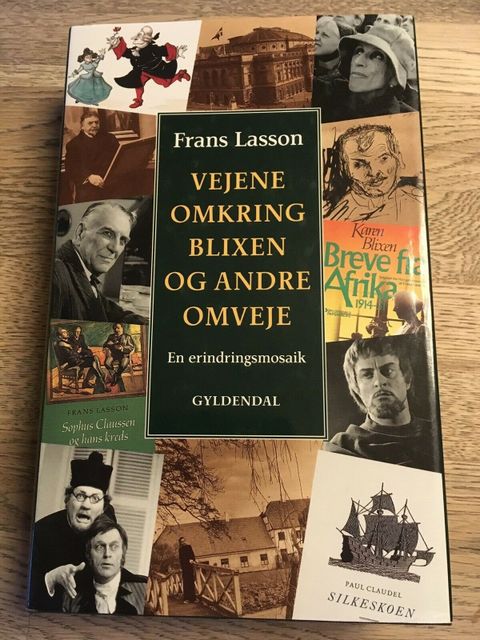 Frans Lasson
VEJENE
OMKRING
BLIXEN
OG ANDRE
OMVEJE
En erindringsmosaik
GYLDENDAL
Karen
Blixen
Breve fra
Afrika
1914-
FRANS LASSON
Sophus Claussen
og hans kreds
PAUL CLAUDEL
SILKESKOEN